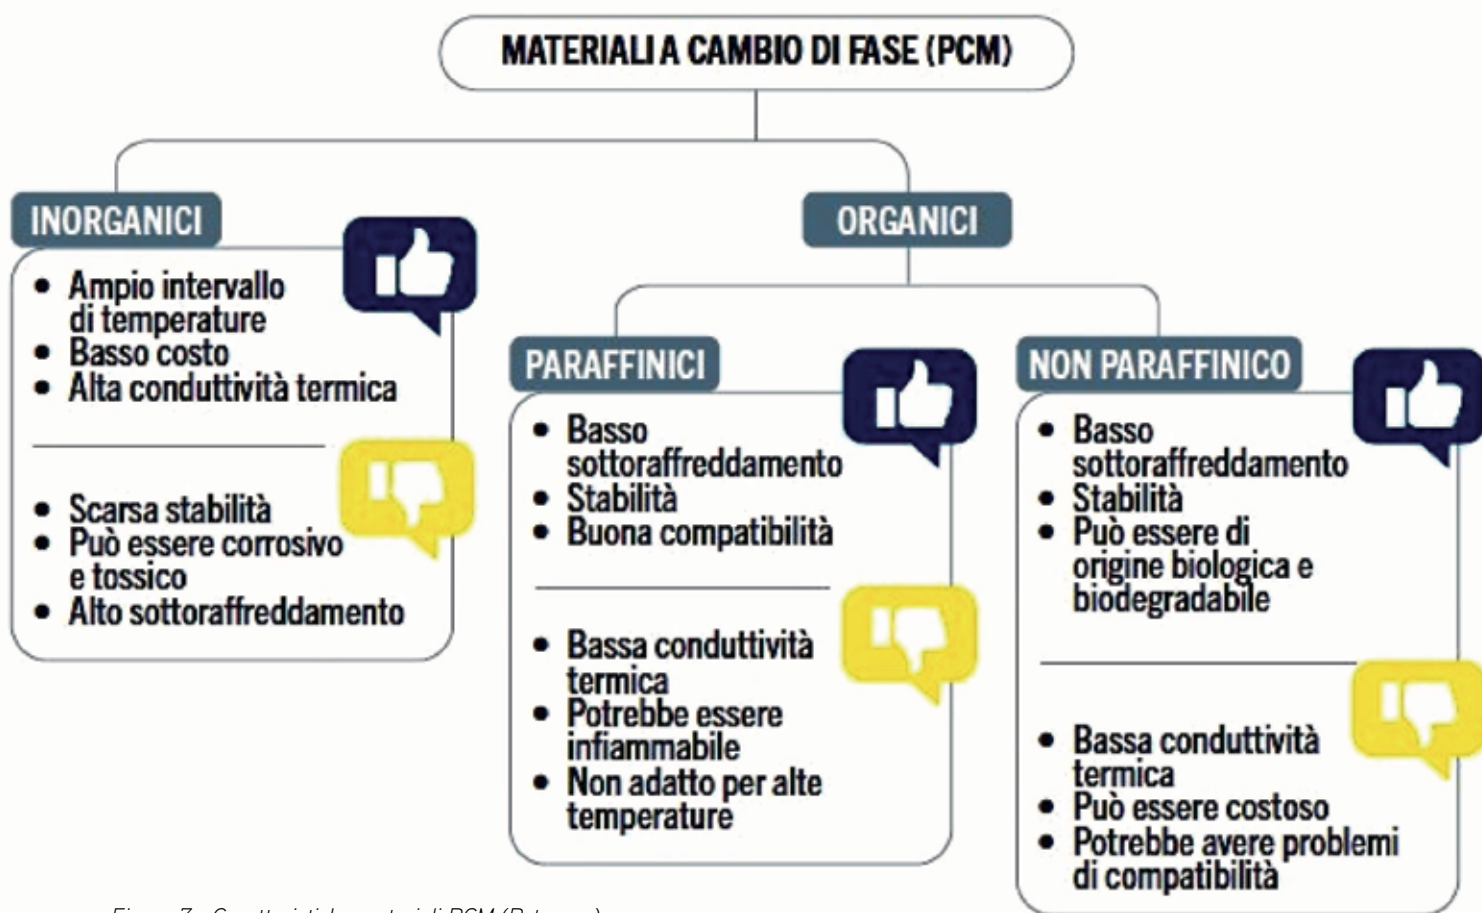 MATERIALI A CAMBIO DI FASE (PCM)
INORGANICI
• Ampio intervallo
di temperature
• Basso costo
• Alta conduttività termica
• Scarsa stabilità
• Può essere corrosivo
e tossico
• Alto sottoraffreddamento
ORGANICI
PARAFFINICI
• Basso
sottoraffreddamento
• Stabilità
• Buona compatibilità
• Bassa conduttività
termica
• Potrebbe essere
infiammabile
• Non adatto per alte
temperature
NON PARAFFINICO
• Basso
sottoraffreddamento
• Stabilità
• Può essere di
origine biologica e
biodegradabile
• Bassa conduttività
termica
• Può essere costoso
• Potrebbe avere problemi
di compatibilità